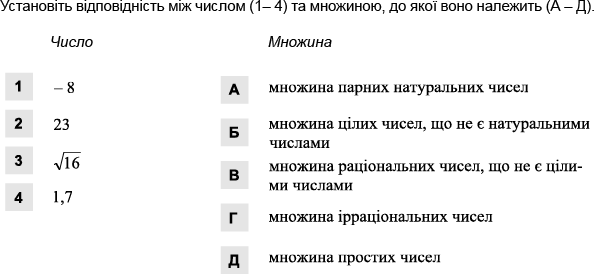 Установіть відповідність між числом (1– 4) та множиною, до якої воно належить (А – Д).
Число Множина
1 – 8
А множина парних натуральних чисел
2 23
Б множина цілих чисел, що не є натуральними
числами
3 √16
В множина раціональних чисел, що не є ціли-
ми числами
4 1,7
Г множина ірраціональних чисел
Д множина простих чисел